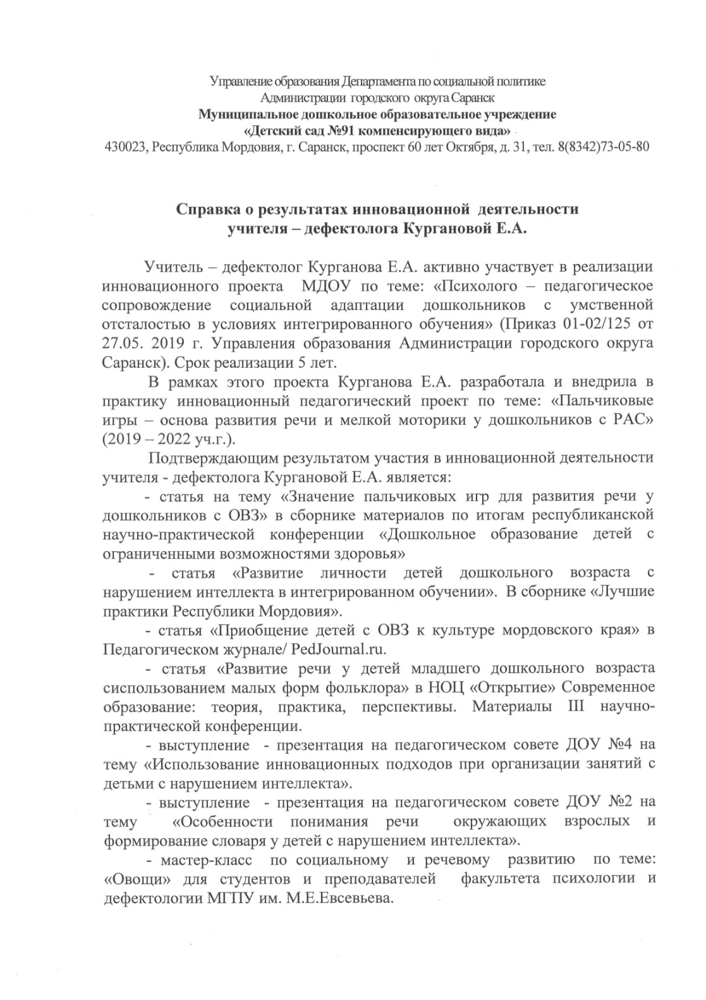 Управление образования Департамента по социальной политике
Администрации городского округа Саранск
Муниципальное дошкольное образовательное учреждение
«Детский сад №91 компенсирующего вида»
430023, Республика Мордовия, г. Саранск, проспект 60 лет Октября, д. 31, тел. 8(8342)73-05-80
Справка о результатах инновационной деятельности
учителя – дефектолога Кургановой Е.А.
Учитель – дефектолог Курганова Е.А. активно участвует в реализации
инновационного проекта МДОУ по теме: «Психолого – педагогическое
сопровождение социальной адаптации дошкольников с умственной
отсталостью в условиях интегрированного обучения» (Приказ 01-02/125 от
27.05. 2019 г. Управления образования Администрации городского округа
Саранск). Срок реализации 5 лет.
В рамках этого проекта Курганова Е.А. разработала и внедрила в
практику инновационный педагогический проект по теме: «Пальчиковые
игры – основа развития речи и мелкой моторики у дошкольников с РАС»
(2019 – 2022 уч.г.).
Подтверждающим результатом участия в инновационной деятельности
учителя - дефектолога Кургановой Е.А. является:
- статья на тему «Значение пальчиковых игр для развития речи у
дошкольников с ОВЗ» в сборнике материалов по итогам республиканской
научно-практической конференции «Дошкольное образование детей с
ограниченными возможностями здоровья»
- статья «Развитие личности детей дошкольного возраста с
нарушением интеллекта в интегрированном обучении». В сборнике «Лучшие
практики Республики Мордовия».
- статья «Приобщение детей с ОВЗ к культуре мордовского края» в
Педагогическом журнале/ PedJournal.ru.
- статья «Развитие речи у детей младшего дошкольного возраста
сиспользованием малых форм фольклора» в НОЦ «Открытие» Современное
образование: теория, практика, перспективы. Материалы III научно-
практической конференции.
- выступление - презентация на педагогическом совете ДОУ №4 на
тему «Использование инновационных подходов при организации занятий с
детьми с нарушением интеллекта».
- выступление - презентация на педагогическом совете ДОУ №2 на
тему «Особенности понимания речи окружающих взрослых и
формирование словаря у детей с нарушением интеллекта».
- мастер-класс по социальному и речевому развитию по теме:
«Овощи» для студентов и преподавателей факультета психологии и
дефектологии МГПУ им. М.Е.Евсевьева.